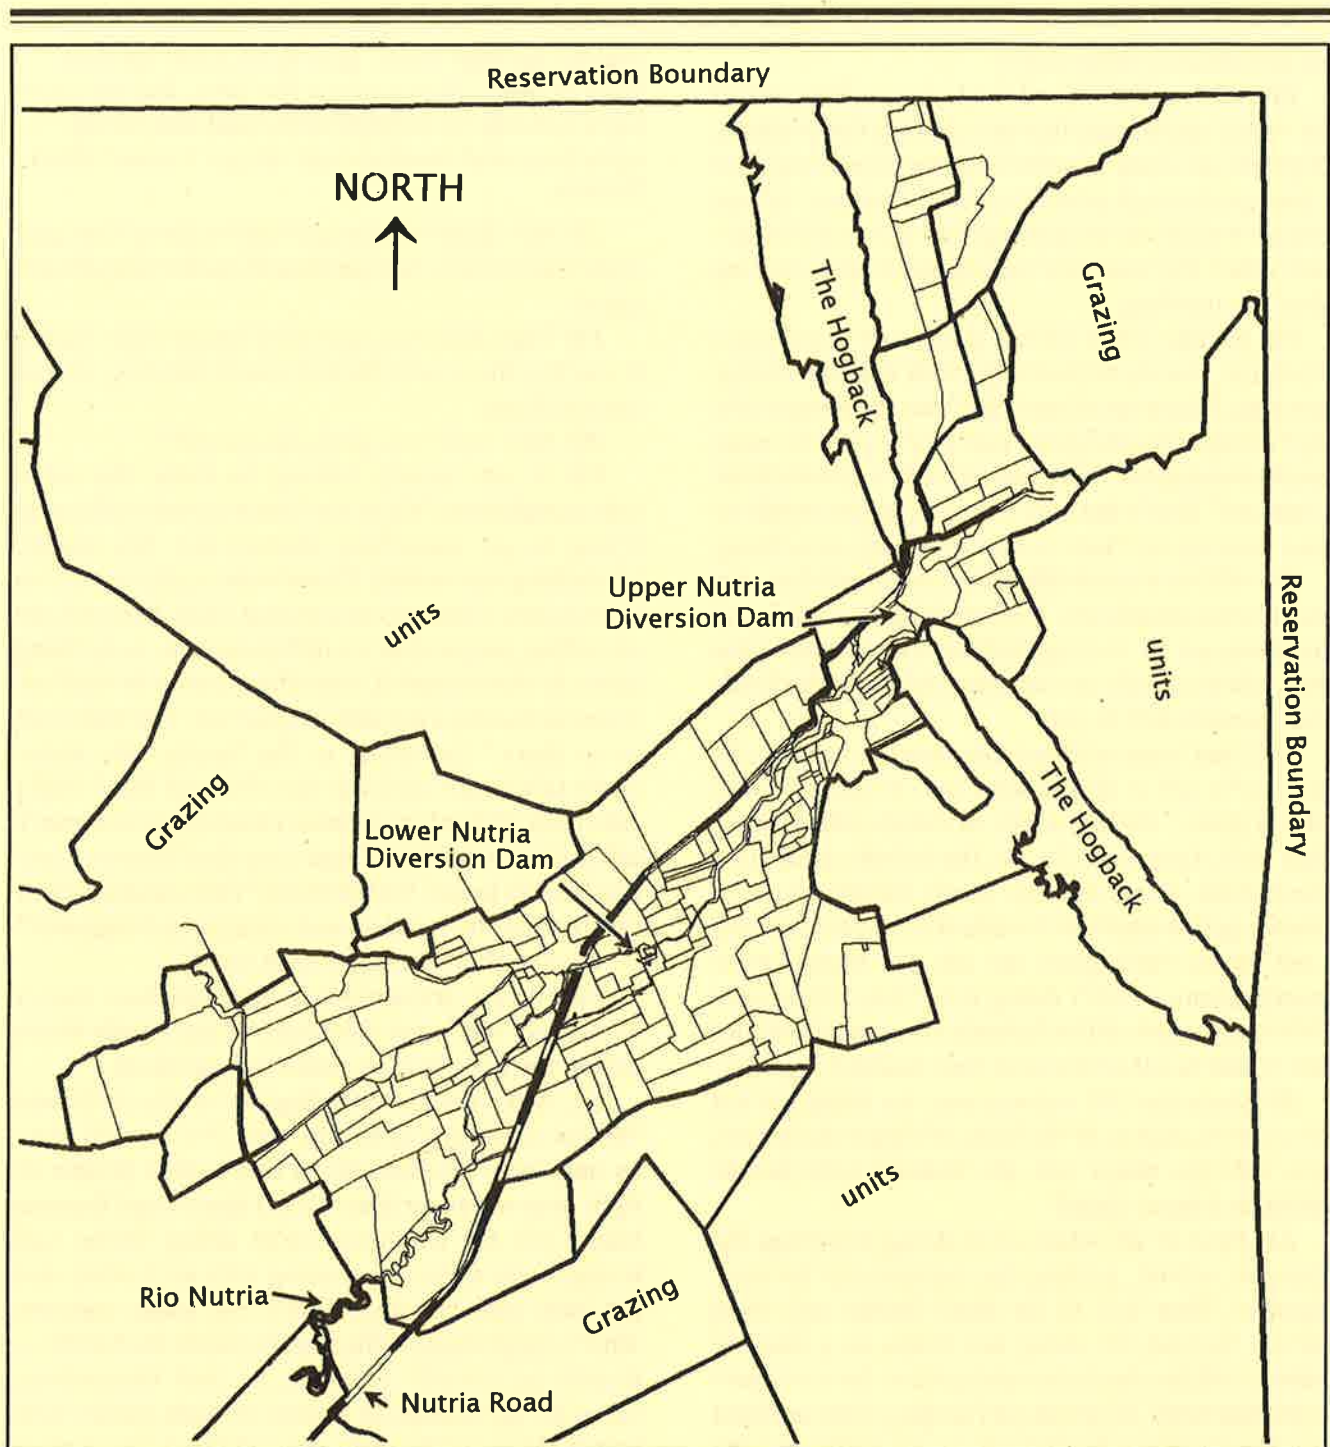 Reservation Boundary
NORTH
The Hogback
Grazing
Upper Nutria
Diversion Dam
units
units
Reservation Boundary
Grazing
The Hogback
Lower Nutria
Diversion Dam
units
Rio Nutria
Grazing
Nutria Road